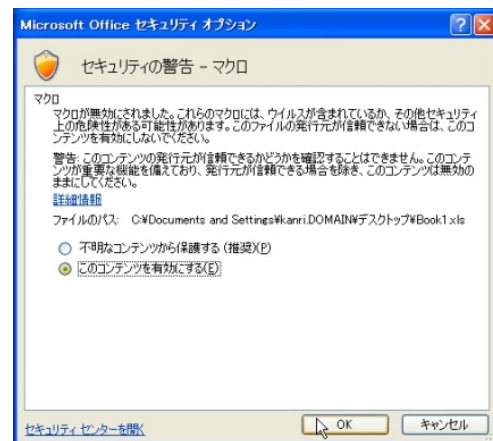 Microsoft Office セキュリティ オプション
セキュリティの警告 - マクロ
マクロ
マクロが無効にされました。これらのマクロには、ウイルスが含まれているか、その他セキュリティ
上の危険性がある可能性があります。このファイルの発行元が信頼できない場合は、このコ
ンテンツを有効にしないでください。
警告: このコンテンツの発行元が信頼できるかどうかを確認することはできません。このコンテ
ンツが重要な機能を備えており、発行元が信頼できる場合を除き、このコンテンツは無効の
ままにしてください。
詳細情報
ファイルのパス: C:¥Documents and Settings¥kanri.DOMAIN¥デスクトップ¥Book1.xls
不明なコンテンツから保護する (推奨)(P)
このコンテンツを有効にする(E)
セキュリティ センターを開く
OK
キャンセル